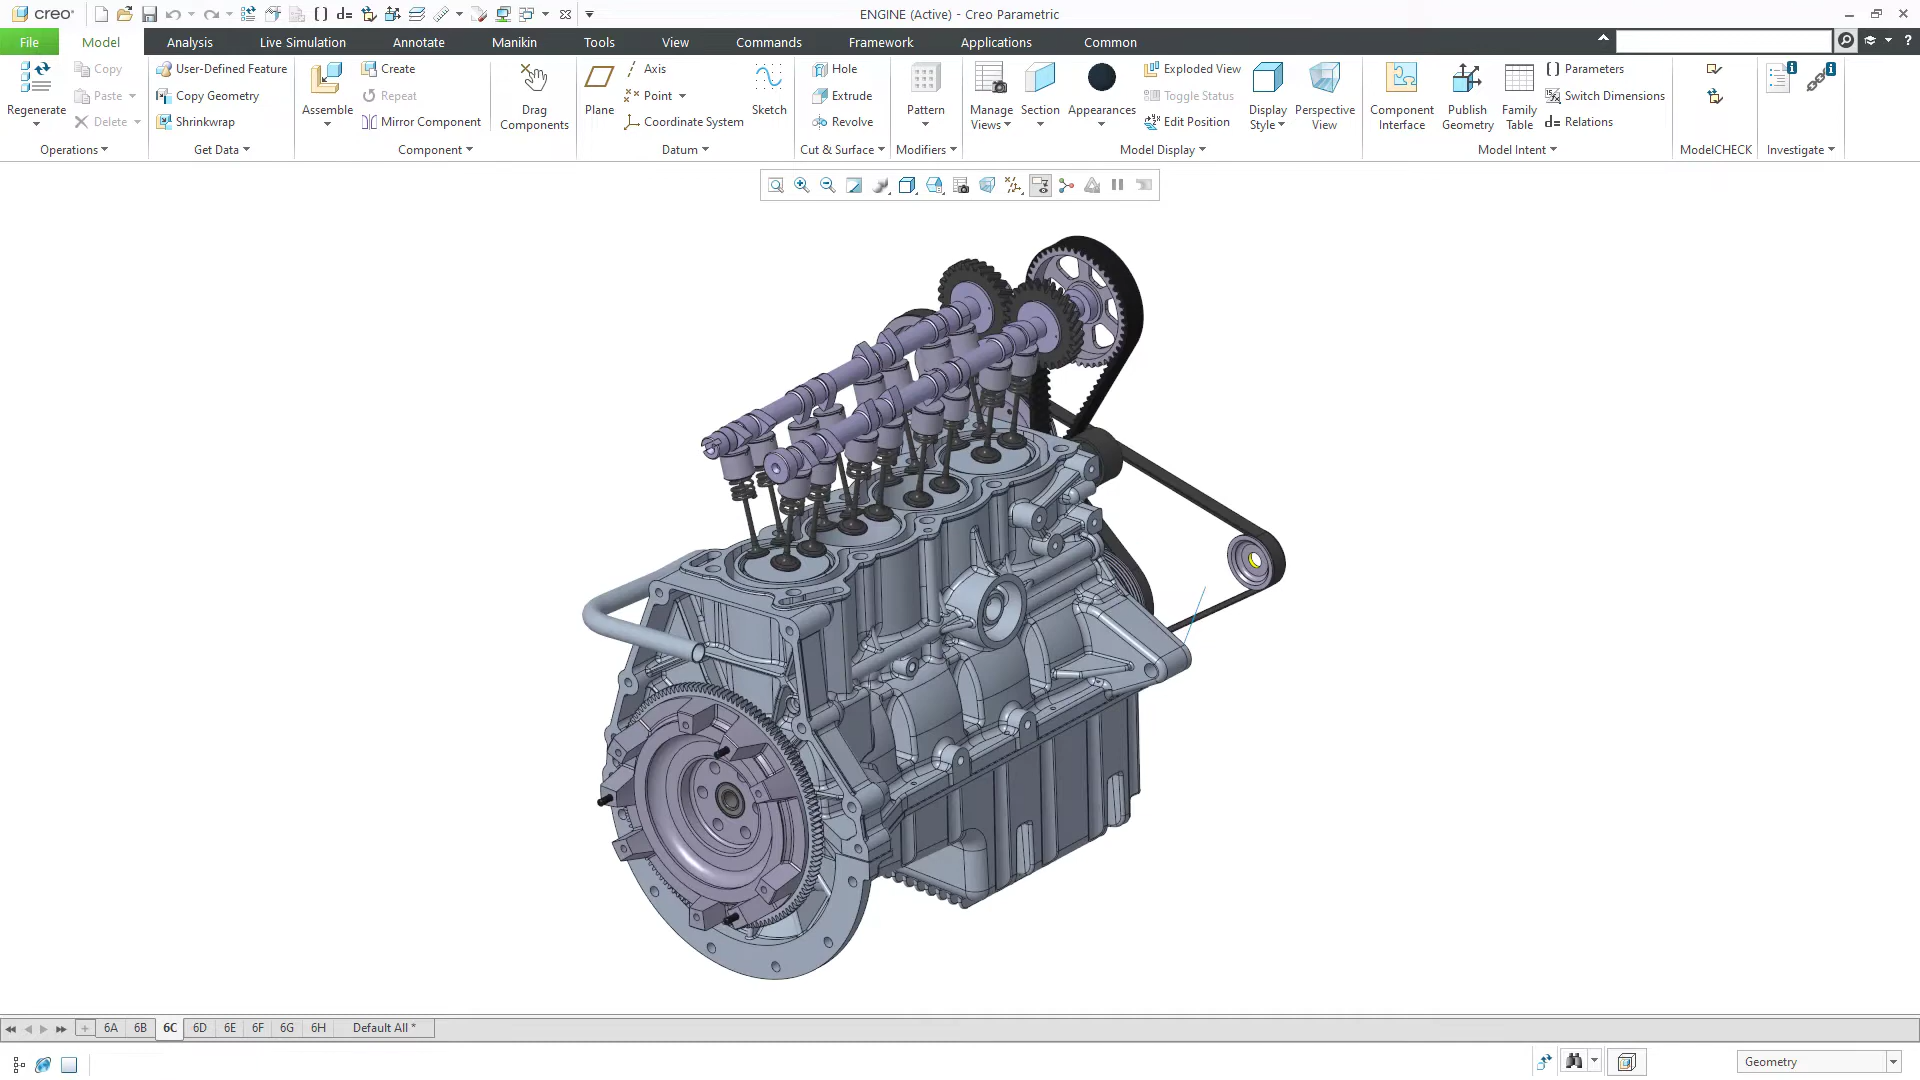 creo
ENGINE (Active) - Creo Parametric
File Model Analysis Live Simulation Annotate Manikin Tools View Commands Framework Applications Common
Regenerate
Copy
Paste
Delete
Operations
User-Defined Feature
Copy Geometry
Shrinkwrap
Get Data
Assemble
Create
Repeat
Mirror Component
Component
Drag
Components
Plane
Axis
Point
Coordinate System
Sketch
Datum
Hole
Extrude
Revolve
Cut & Surface
Pattern
Modifiers
Manage
Views
Section
Appearances
Exploded View
Toggle Status
Edit Position
Display
Style
Perspective
View
Model Display
Component
Interface
Publish
Geometry
Family
Table
Parameters
Switch Dimensions
d= Relations
Model Intent
ModelCHECK
Investigate
6A 6B 6C 6D 6E 6F 6G 6H Default All *
Geometry